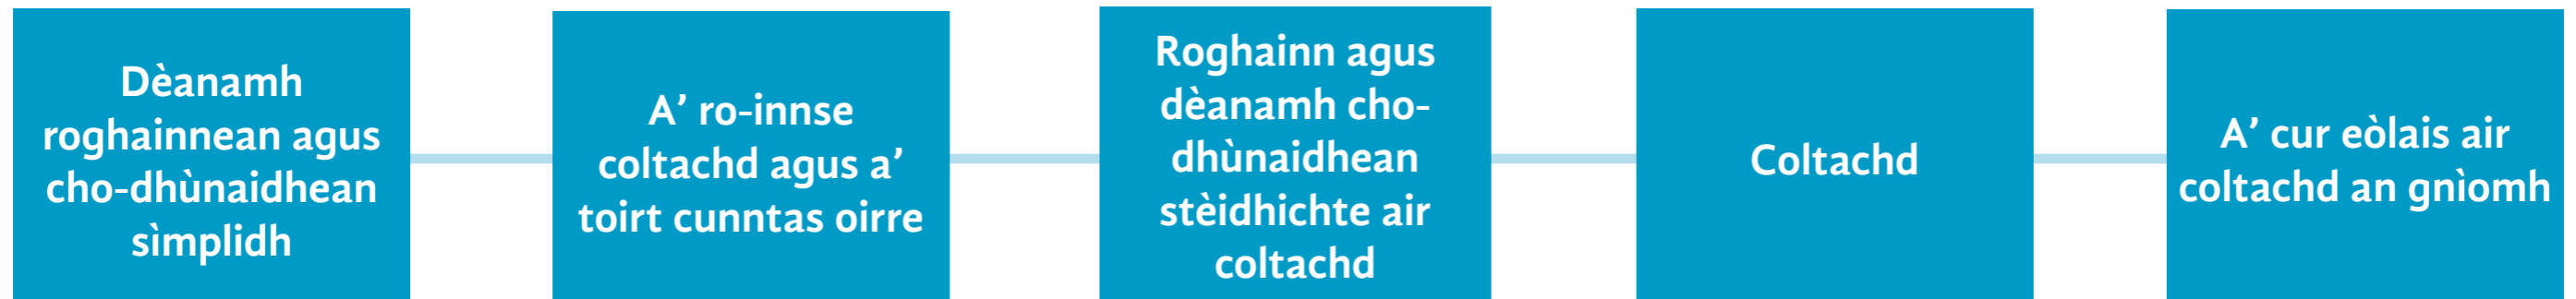 Dèanamh
roghainnean agus
cho-dhùnaidhean
sìmplidh
A’ ro-innse
coltachd agus a’
toirt cunntas oirre
Roghainn agus
dèanamh cho-
dhùnaidhean
stèidhichte air
coltachd
Coltachd
A’ cur eòlais air
coltachd an gnìomh